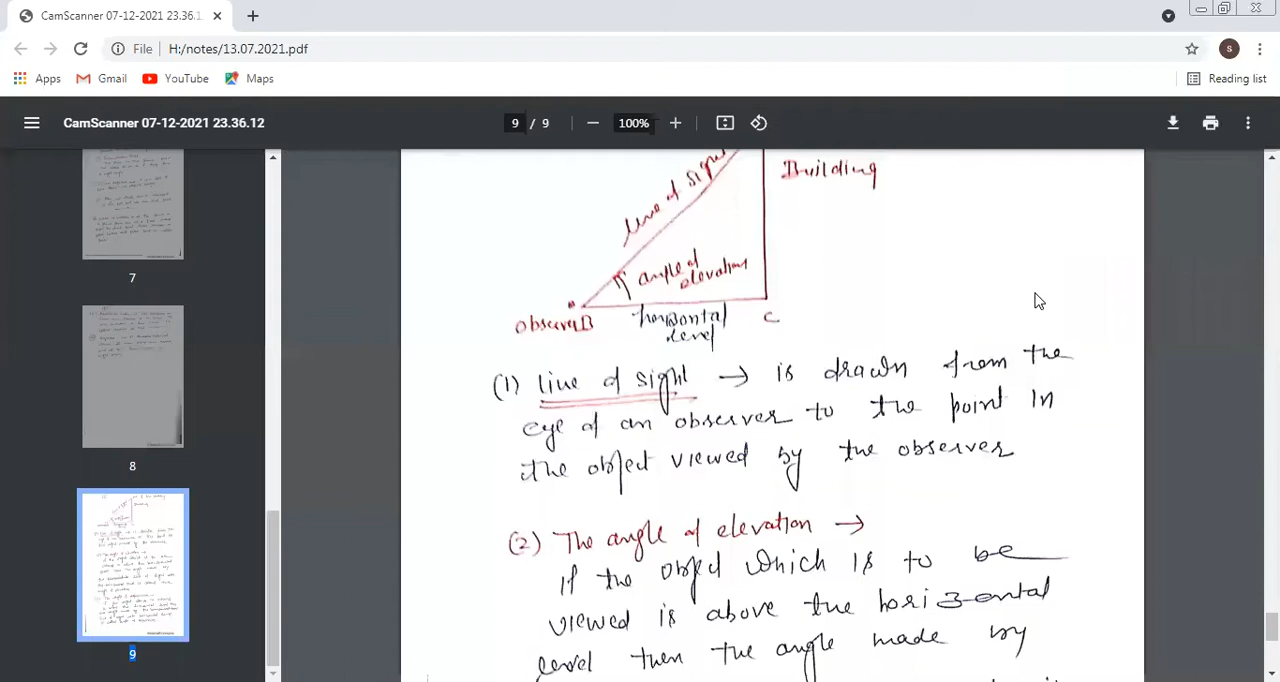 CamScanner 07-12-2021 23.36.1
File H:/notes/13.07.2021.pdf
S
Apps Gmail YouTube Maps Reading list
CamScanner 07-12-2021 23.36.12
9 / 9 100%
7
8
9
Building
line of sigh
angle of
elevation
observer B
horizontal
level
C
(1) line of sight → is drawn from the
eye of an observer to the point in
the object viewed by the observer
(2) The angle of elevation →
If the object which is to be
viewed is above the horizontal
level then the angle made by